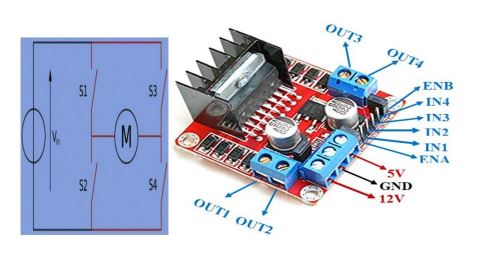 S1
S3
Vin
M
S2
S4
OUT3
OUT4
ENB
IN4
IN3
IN2
IN1
ENA
5V
GND
12V
OUT1
OUT2